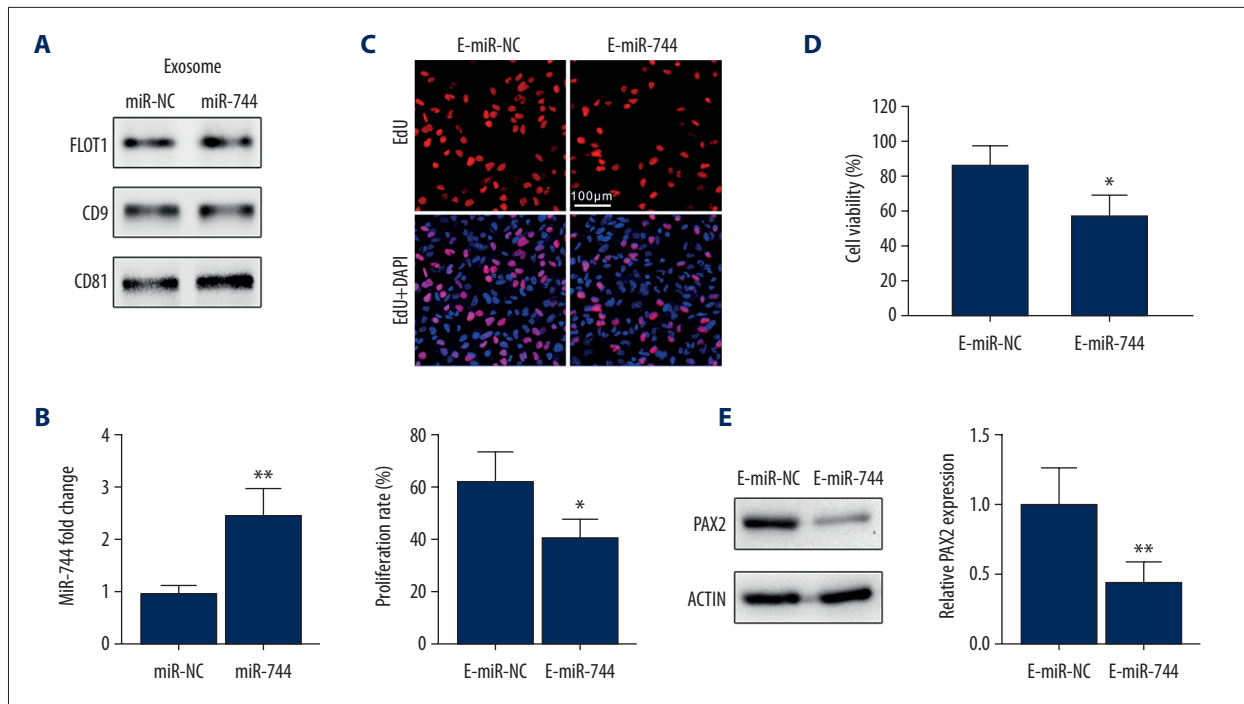 A
Exosome
miR-NC miR-744
FLOT1
CD9
CD81
C
E-miR-NC E-miR-744
EdU
100µm
EdU+DAPI
D
120
100
80
60
40
20
0
Cell viability (%)
*
E-miR-NC E-miR-744
B
4
3
2
1
0
MiR-744 fold change
**
miR-NC miR-744
80
60
40
20
0
Proliferation rate (%)
*
E-miR-NC E-miR-744
E
E-miR-NC E-miR-744
PAX2
ACTIN
1.5
1.0
0.5
0.0
Relative PAX2 expression
**
E-miR-NC E-miR-744